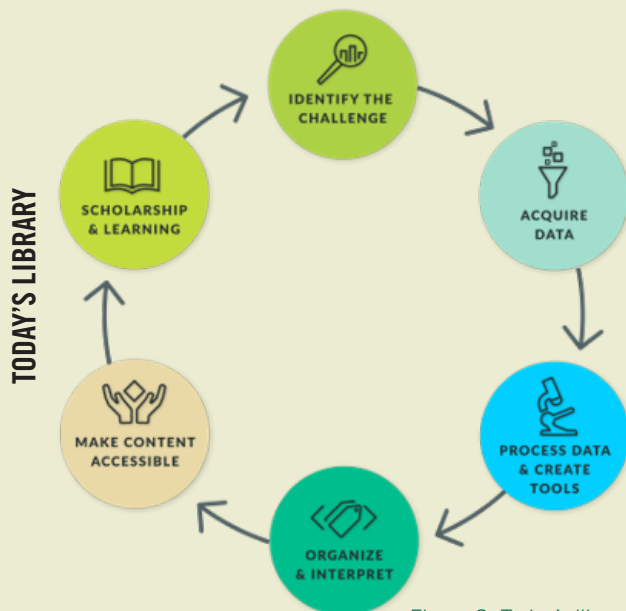 TODAY'S LIBRARY
IDENTIFY THE
CHALLENGE
ACQUIRE
DATA
PROCESS DATA
& CREATE
TOOLS
ORGANIZE
& INTERPRET
MAKE CONTENT
ACCESSIBLE
SCHOLARSHIP
& LEARNING